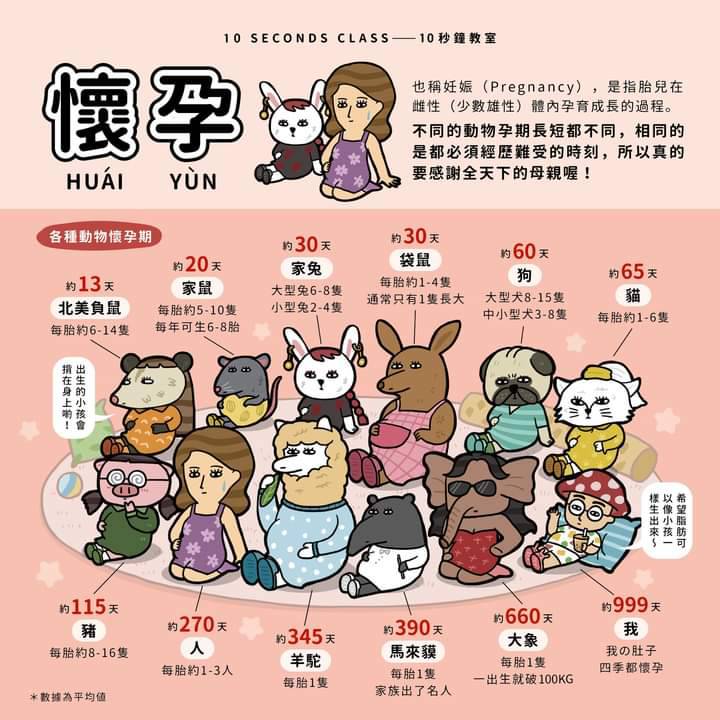 10 SECONDS CLASS——10秒鐘教室
懷孕
HUÁI YÙN
也稱妊娠（Pregnancy），是指胎兒在
雌性（少數雄性）體內孕育成長的過程。
不同的動物孕期長短都不同，相同的
是都必須經歷難受的時刻，所以真的
要感謝全天下的母親喔！
各種動物懷孕期
約13天
北美負鼠
每胎約6-14隻
約20天
家鼠
每胎約5-10隻
每年可生6-8胎
約30天
家兔
大型兔6-8隻
小型兔2-4隻
約30天
袋鼠
每胎約1-4隻
通常只有1隻長大
約60天
狗
大型犬8-15隻
中小型犬3-8隻
約65天
貓
每胎約1-6隻
出生的小孩會
揹在身上喲！
希望脂肪可
以像小孩一
樣生出來～
約115天
豬
每胎約8-16隻
約270天
人
每胎約1-3人
約345天
羊駝
每胎1隻
約390天
馬來貘
每胎1隻
家族出了名人
約660天
大象
每胎1隻
一出生就破100KG
約999天
我
我的肚子
四季都懷孕
＊數據為平均值